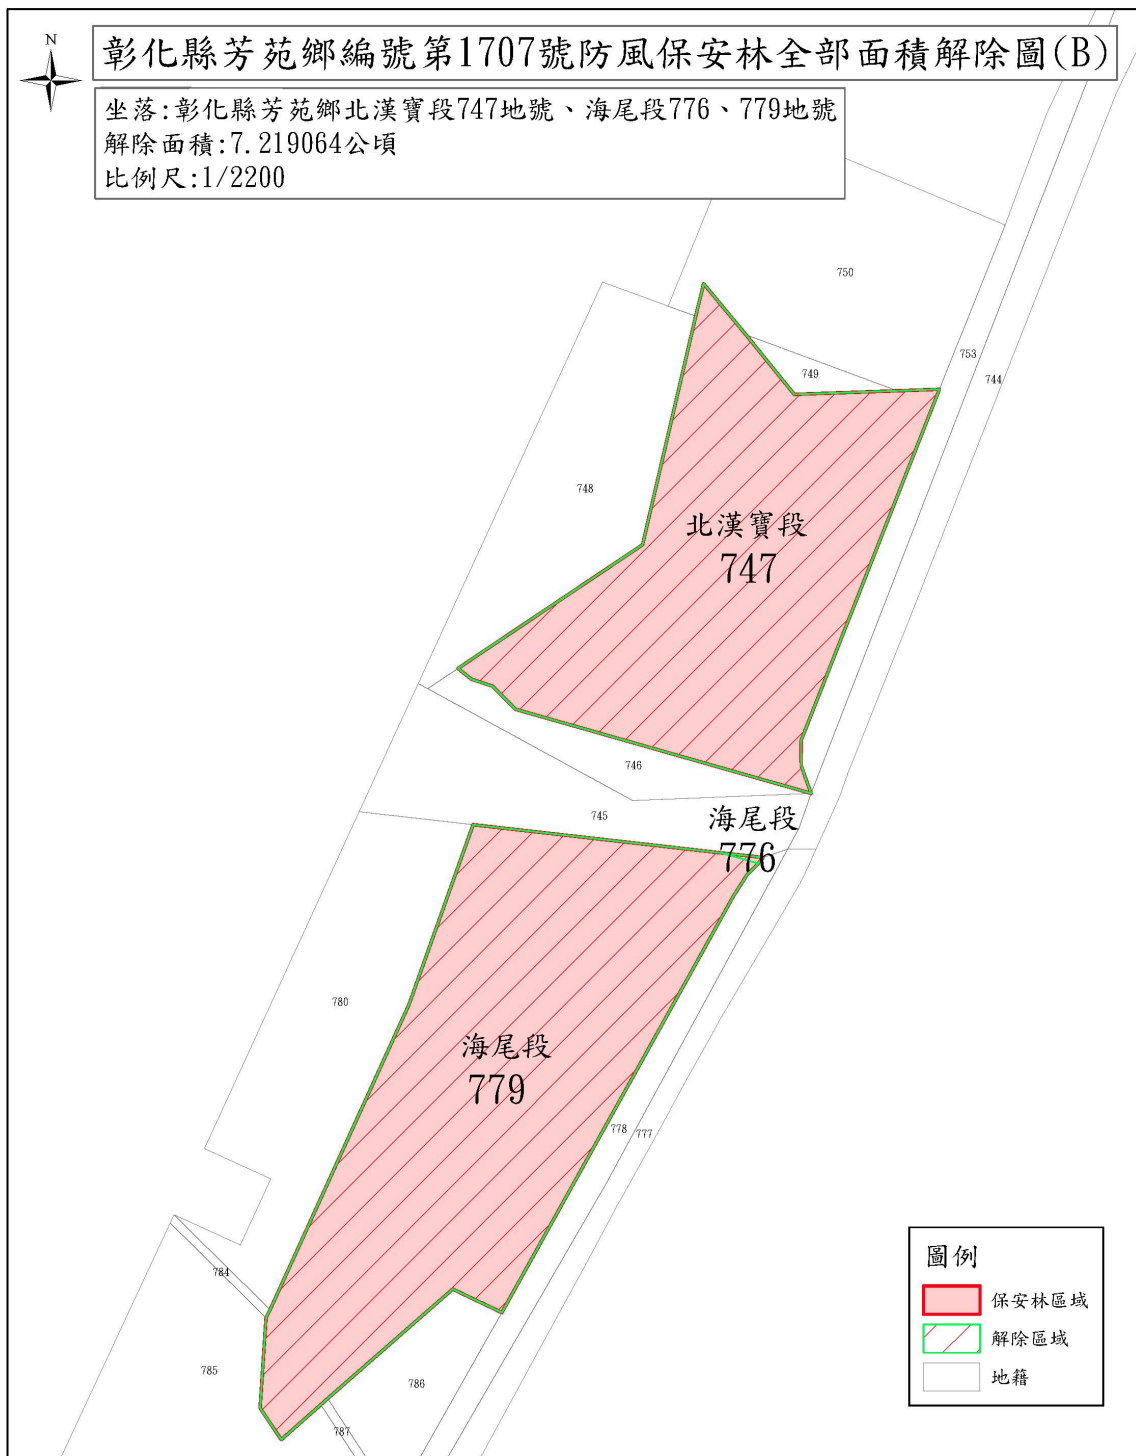 N
彰化縣芳苑鄉編號第1707號防風保安林全部面積解除圖(B)
坐落:彰化縣芳苑鄉北漢寶段747地號、海尾段776、779地號
解除面積:7.219064公頃
比例尺:1/2200
750
753
744
749
748
北漢寶段
747
746
745
海尾段
776
780
海尾段
779
778
777
784
785
786
787
圖例
保安林區域
解除區域
地籍